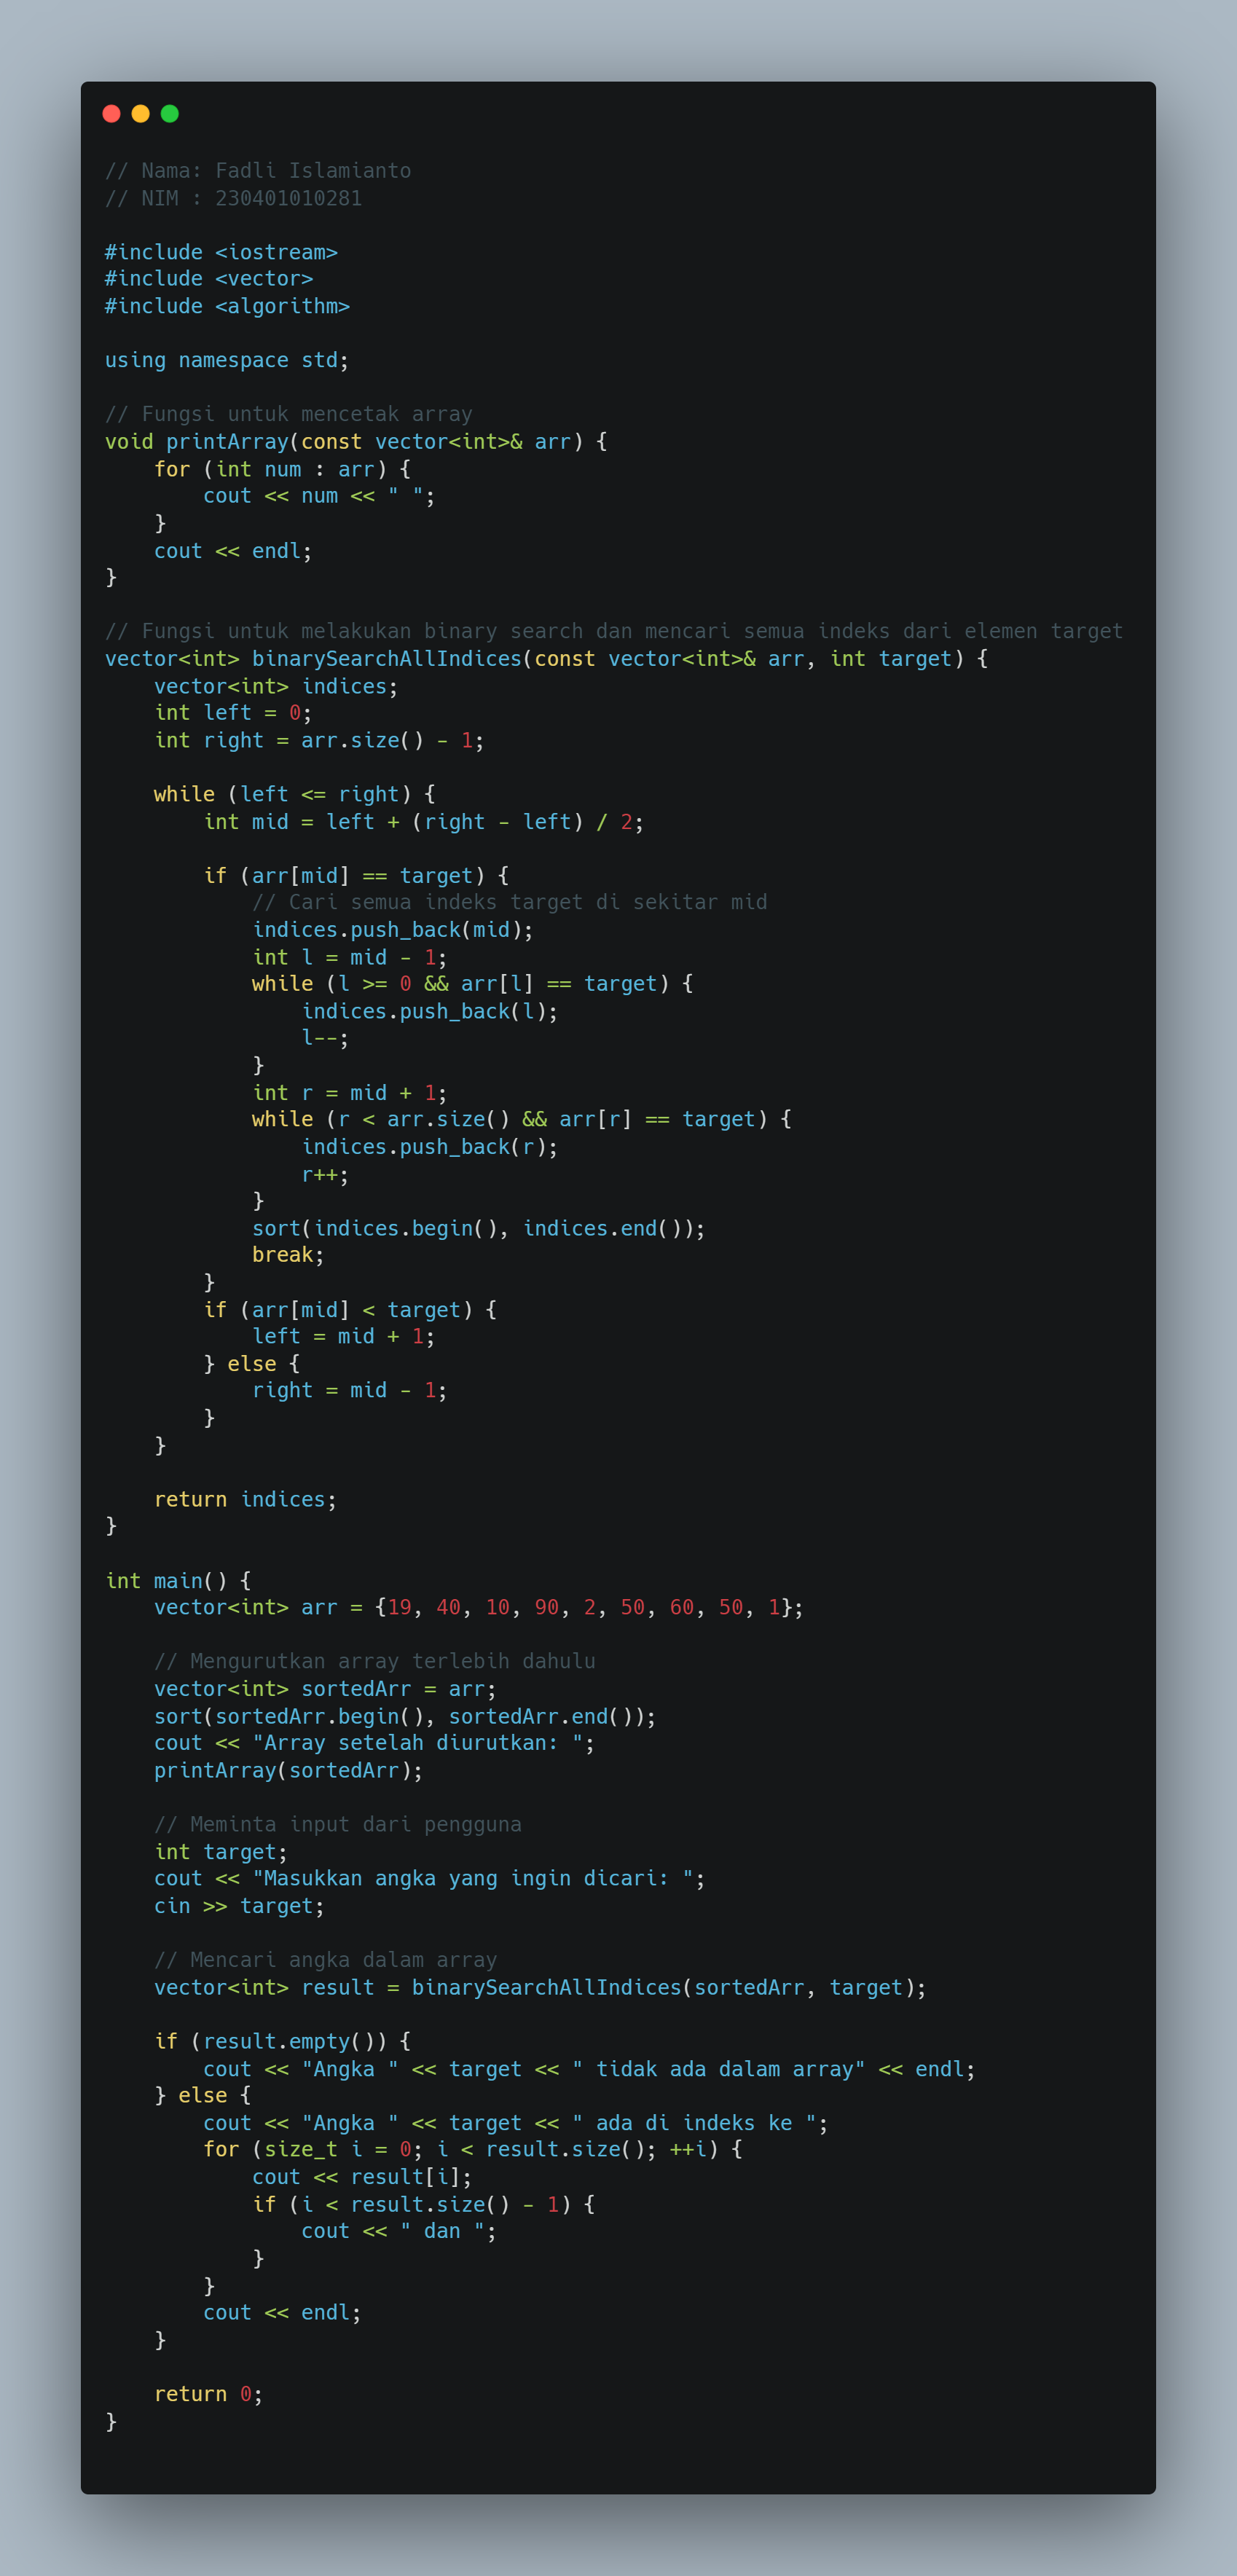 // Nama: Fadli Islamianto
// NIM : 230401010281

#include <iostream>
#include <vector>
#include <algorithm>

using namespace std;

// Fungsi untuk mencetak array
void printArray(const vector<int>& arr) {
    for (int num : arr) {
        cout << num << " ";
    }
    cout << endl;
}

// Fungsi untuk melakukan binary search dan mencari semua indeks dari elemen target
vector<int> binarySearchAllIndices(const vector<int>& arr, int target) {
    vector<int> indices;
    int left = 0;
    int right = arr.size() - 1;

    while (left <= right) {
        int mid = left + (right - left) / 2;

        if (arr[mid] == target) {
            // Cari semua indeks target di sekitar mid
            indices.push_back(mid);
            int l = mid - 1;
            while (l >= 0 && arr[l] == target) {
                indices.push_back(l);
                l--;
            }
            int r = mid + 1;
            while (r < arr.size() && arr[r] == target) {
                indices.push_back(r);
                r++;
            }
            sort(indices.begin(), indices.end());
            break;
        }
        if (arr[mid] < target) {
            left = mid + 1;
        } else {
            right = mid - 1;
        }
    }

    return indices;
}

int main() {
    vector<int> arr = {19, 40, 10, 90, 2, 50, 60, 50, 1};

    // Mengurutkan array terlebih dahulu
    vector<int> sortedArr = arr;
    sort(sortedArr.begin(), sortedArr.end());
    cout << "Array setelah diurutkan: ";
    printArray(sortedArr);

    // Meminta input dari pengguna
    int target;
    cout << "Masukkan angka yang ingin dicari: ";
    cin >> target;

    // Mencari angka dalam array
    vector<int> result = binarySearchAllIndices(sortedArr, target);

    if (result.empty()) {
        cout << "Angka " << target << " tidak ada dalam array" << endl;
    } else {
        cout << "Angka " << target << " ada di indeks ke ";
        for (size_t i = 0; i < result.size(); ++i) {
            cout << result[i];
            if (i < result.size() - 1) {
                cout << " dan ";
            }
        }
        cout << endl;
    }

    return 0;
}